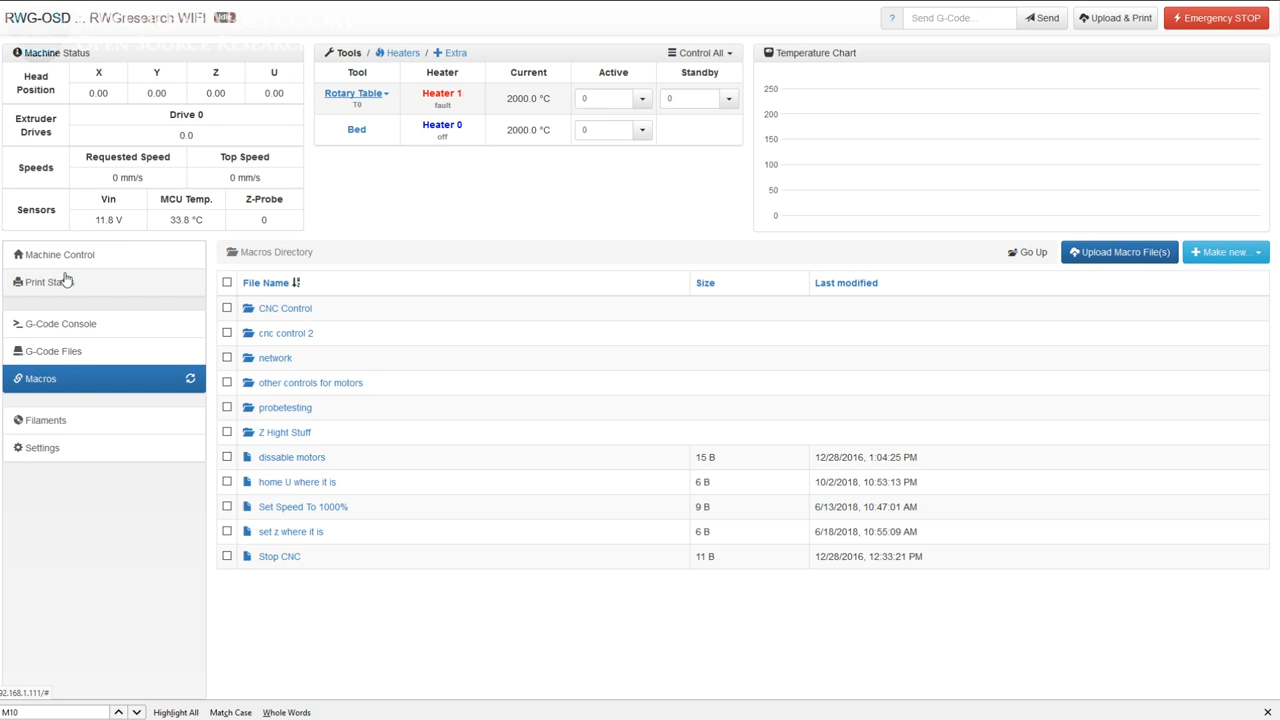 RWG-OSD ... RWGresearch WIFI Idle
? Send G-Code... Send Upload & Print Emergency STOP
OPEN SOURCE RESEARCH
Machine Status
Head Position X Y Z U
0.00 0.00 0.00 0.00
Extruder Drives Drive 0
0.0
Speeds Requested Speed Top Speed
0 mm/s 0 mm/s
Sensors Vin MCU Temp. Z-Probe
11.8 V 33.8 °C 0
Tools / Heaters / + Extra Control All
Tool Heater Current Active Standby
Rotary Table Heater 1 2000.0 °C 0 0
T0 fault
Bed Heater 0 2000.0 °C 0
off
Temperature Chart
250
200
150
100
50
0
Machine Control
Print
G-Code Console
G-Code Files
Macros
Filaments
Settings
Macros Directory Go Up Upload Macro File(s) + Make new...
File Name Size Last modified
CNC Control
cnc control 2
network
other controls for motors
probetesting
Z Hight Stuff
dissable motors 15 B 12/28/2016, 1:04:25 PM
home U where it is 6 B 10/2/2018, 10:53:13 PM
Set Speed To 1000% 9 B 6/13/2018, 10:47:01 AM
set z where it is 6 B 6/18/2018, 10:55:09 AM
Stop CNC 11 B 12/28/2016, 12:33:21 PM
92.168.1.111/#
M10 Highlight All Match Case Whole Words